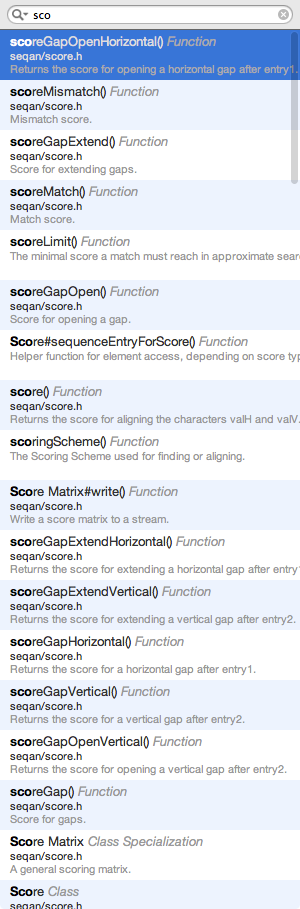 sco
scoreGapOpenHorizontal() Function
seqan/score.h
Returns the score for opening a horizontal gap after entry1.
scoreMismatch() Function
seqan/score.h
Mismatch score.
scoreGapExtend() Function
seqan/score.h
Score for extending gaps.
scoreMatch() Function
seqan/score.h
Match score.
scoreLimit() Function
The minimal score a match must reach in approximate sear
scoreGapOpen() Function
seqan/score.h
Score for opening a gap.
Score#sequenceEntryForScore() Function
Helper function for element access, depending on score typ
score() Function
seqan/score.h
Returns the score for aligning the characters valH and valV.
scoringScheme() Function
The Scoring Scheme used for finding or aligning.
Score Matrix#write() Function
seqan/score.h
Write a score matrix to a stream.
scoreGapExtendHorizontal() Function
seqan/score.h
Returns the score for extending a horizontal gap after entry1
scoreGapExtendVertical() Function
seqan/score.h
Returns the score for extending a vertical gap after entry2.
scoreGapHorizontal() Function
seqan/score.h
Returns the score for a horizontal gap after entry1.
scoreGapVertical() Function
seqan/score.h
Returns the score for a vertical gap after entry2.
scoreGapOpenVertical() Function
seqan/score.h
Returns the score for opening a vertical gap after entry2.
scoreGap() Function
seqan/score.h
Score for gaps.
Score Matrix Class Specialization
seqan/score.h
A general scoring matrix.
Score Class
seqan/score.h